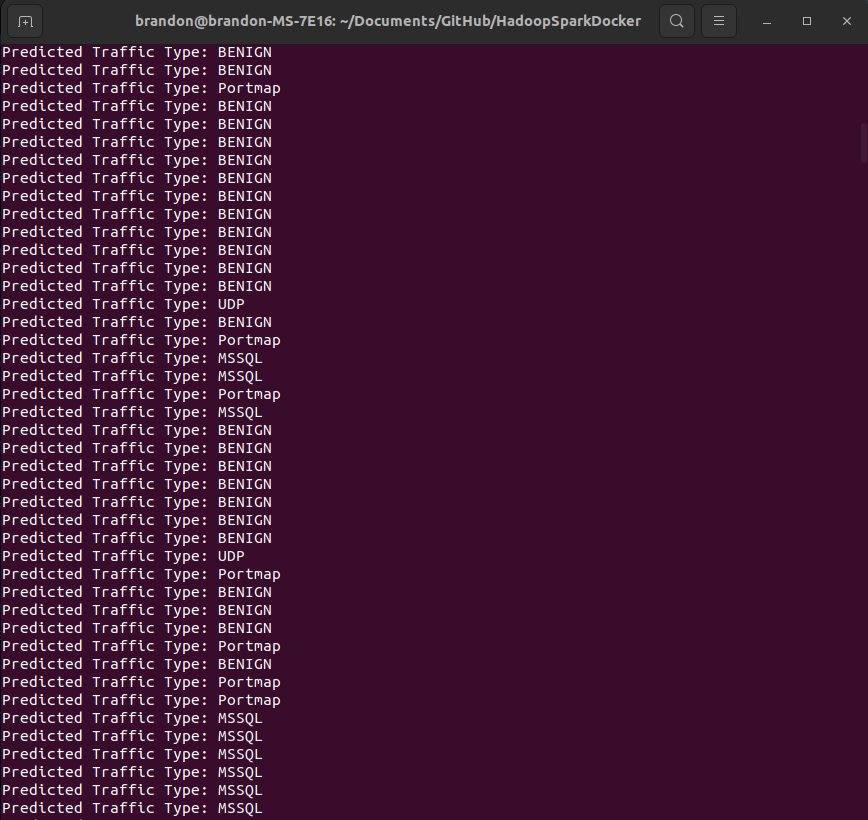 brandon@brandon-MS-7E16: ~/Documents/GitHub/HadoopSparkDocker
Predicted Traffic Type: BENIGN
Predicted Traffic Type: BENIGN
Predicted Traffic Type: Portmap
Predicted Traffic Type: BENIGN
Predicted Traffic Type: BENIGN
Predicted Traffic Type: BENIGN
Predicted Traffic Type: BENIGN
Predicted Traffic Type: BENIGN
Predicted Traffic Type: BENIGN
Predicted Traffic Type: BENIGN
Predicted Traffic Type: BENIGN
Predicted Traffic Type: BENIGN
Predicted Traffic Type: BENIGN
Predicted Traffic Type: BENIGN
Predicted Traffic Type: UDP
Predicted Traffic Type: BENIGN
Predicted Traffic Type: Portmap
Predicted Traffic Type: MSSQL
Predicted Traffic Type: MSSQL
Predicted Traffic Type: Portmap
Predicted Traffic Type: MSSQL
Predicted Traffic Type: BENIGN
Predicted Traffic Type: BENIGN
Predicted Traffic Type: BENIGN
Predicted Traffic Type: BENIGN
Predicted Traffic Type: BENIGN
Predicted Traffic Type: BENIGN
Predicted Traffic Type: BENIGN
Predicted Traffic Type: UDP
Predicted Traffic Type: Portmap
Predicted Traffic Type: BENIGN
Predicted Traffic Type: BENIGN
Predicted Traffic Type: BENIGN
Predicted Traffic Type: Portmap
Predicted Traffic Type: BENIGN
Predicted Traffic Type: Portmap
Predicted Traffic Type: Portmap
Predicted Traffic Type: MSSQL
Predicted Traffic Type: MSSQL
Predicted Traffic Type: MSSQL
Predicted Traffic Type: MSSQL
Predicted Traffic Type: MSSQL
Predicted Traffic Type: MSSQL